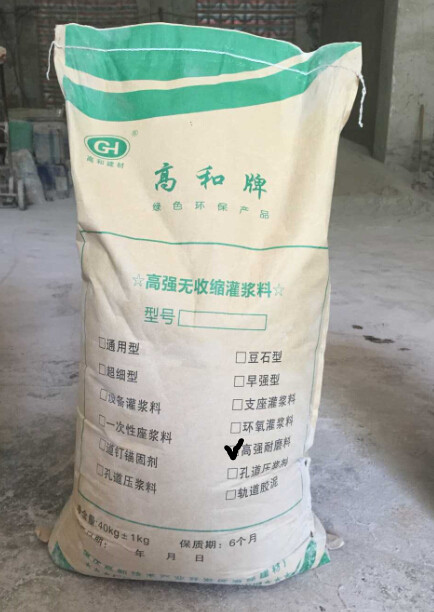 GH
®
高和建材
高和牌
绿色环保产品
☆高强无收缩灌浆料☆
型号
□通用型
□豆石型
□超细型
□早强型
□设备灌浆料
□支座灌浆料
□一次性座浆料
□环氧灌浆料
□道钉锚固剂
✓高强耐磨料
□孔道压浆料
□孔道压浆剂
□轨道胶泥
净含量:40kg±1kg 保质期:6个月
年 月 日